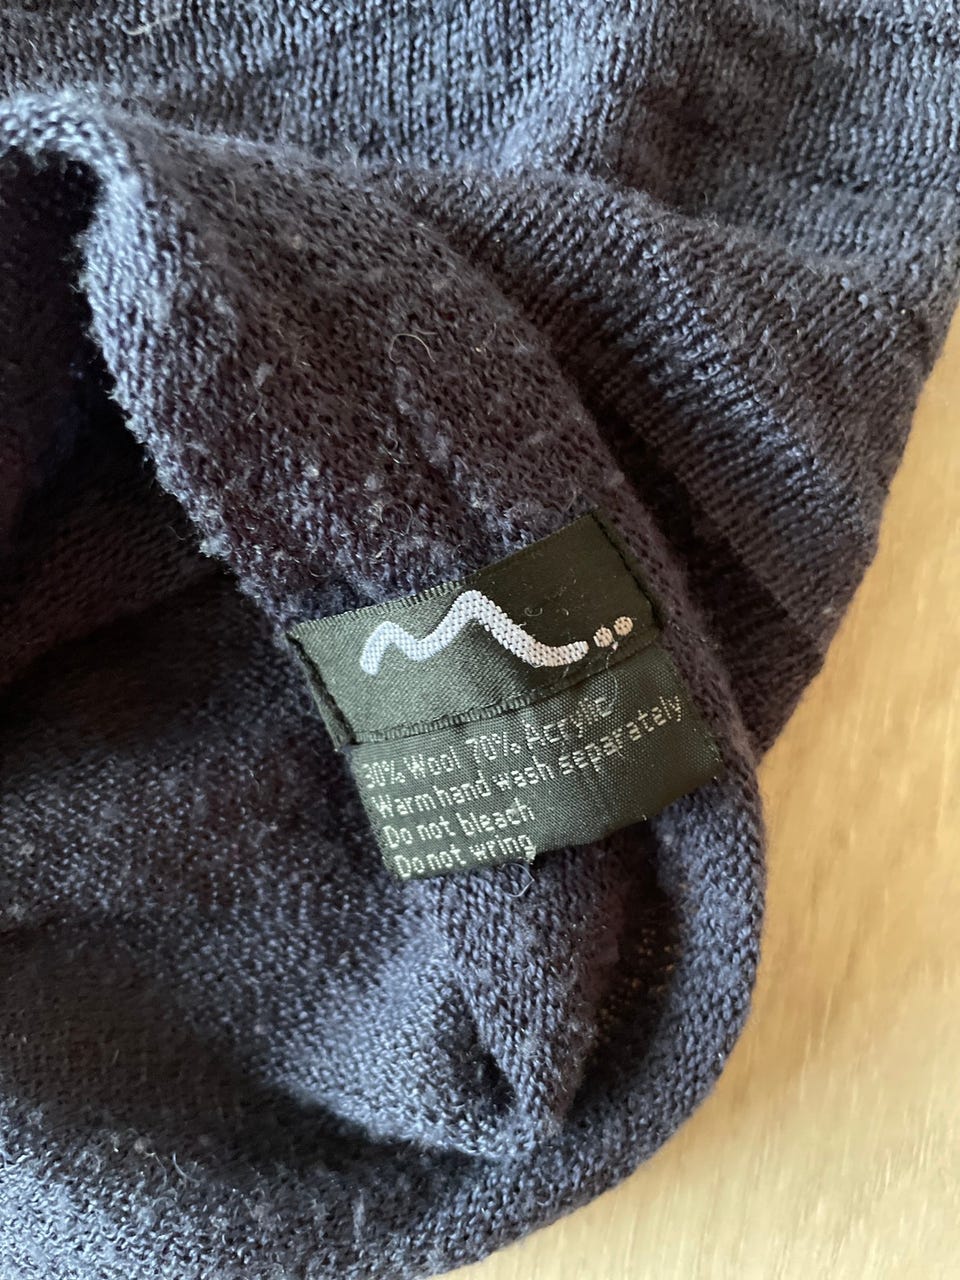 30% Wool 70% Acrylic
Warm hand wash separately
Do not bleach
Do not wring